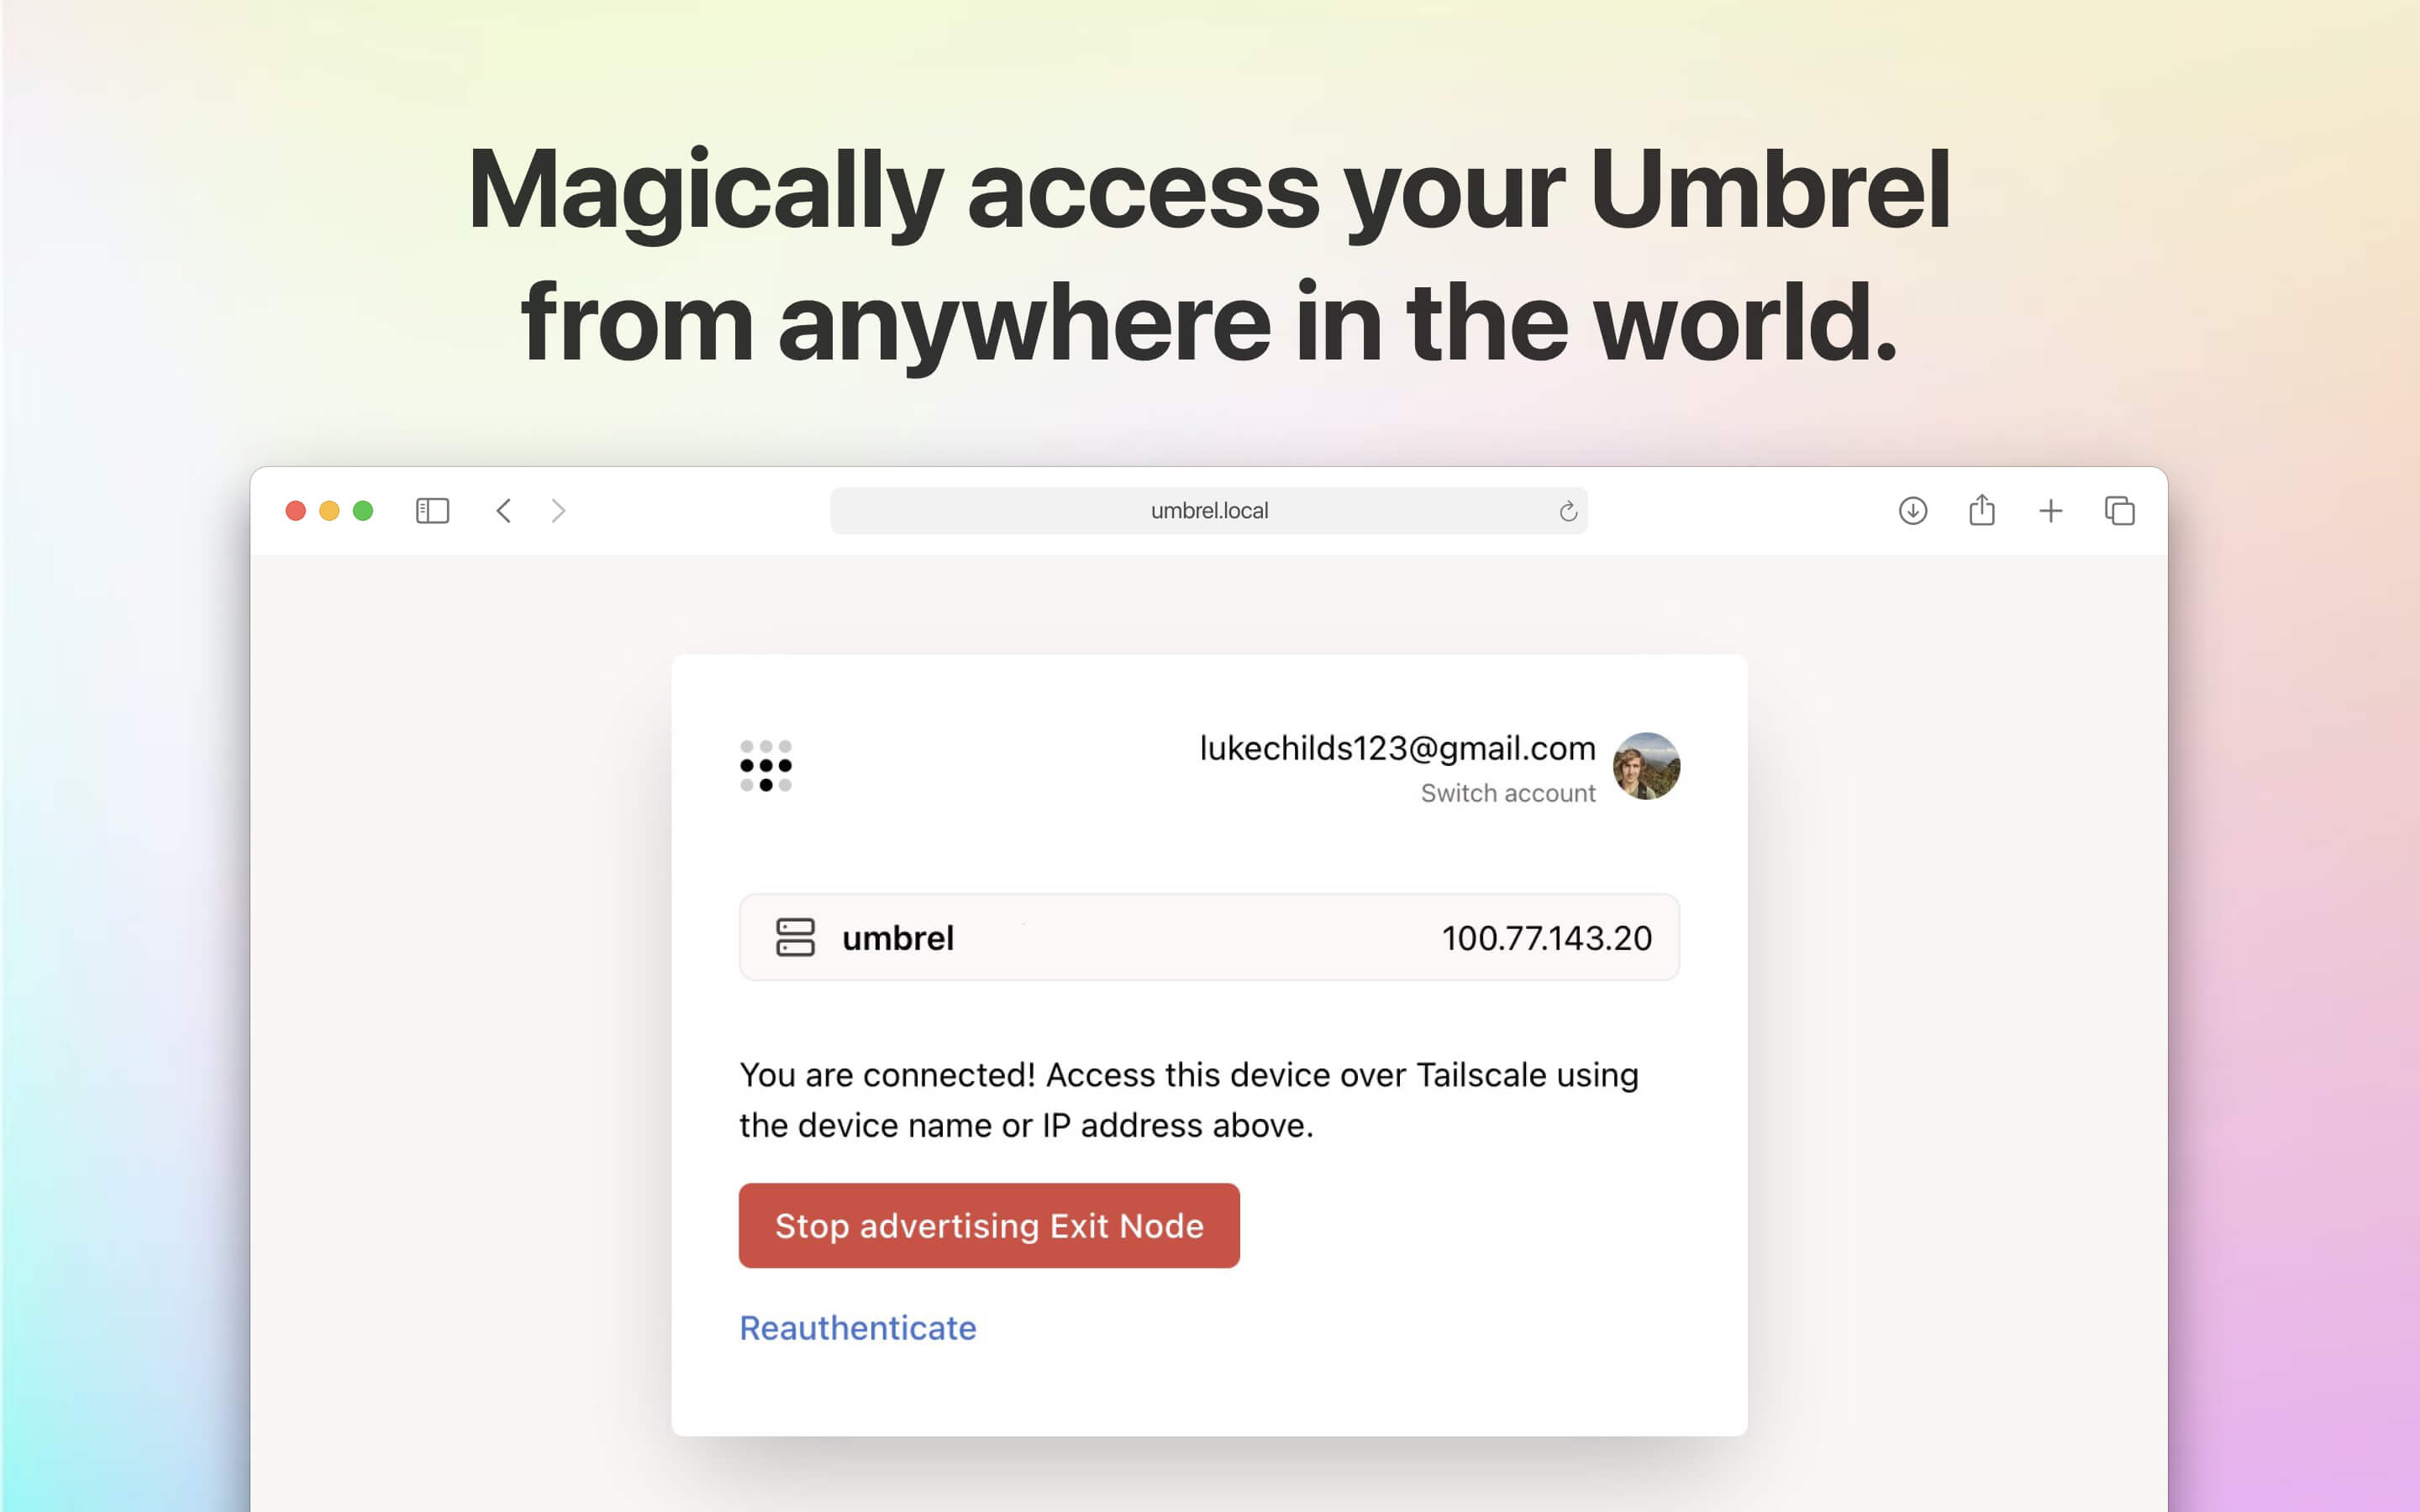 Magically access your Umbrel
from anywhere in the world.
umbrel.local
lukechilds123@gmail.com
Switch account
umbrel
100.77.143.20
You are connected! Access this device over Tailscale using
the device name or IP address above.
Stop advertising Exit Node
Reauthenticate